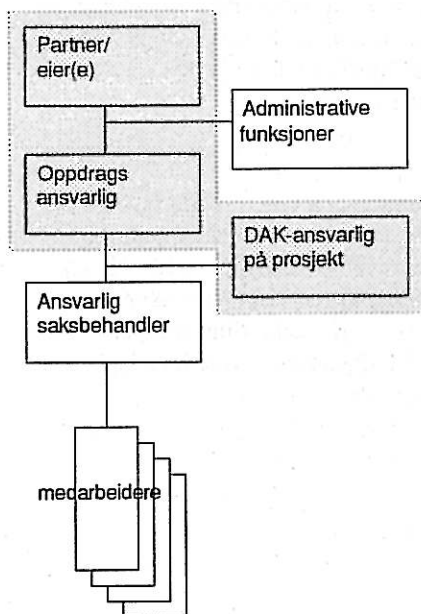 Partner/
eier(e)
Administrative
funksjoner
Oppdrags
ansvarlig
DAK-ansvarlig
på prosjekt
Ansvarlig
saksbehandler
medarbeidere